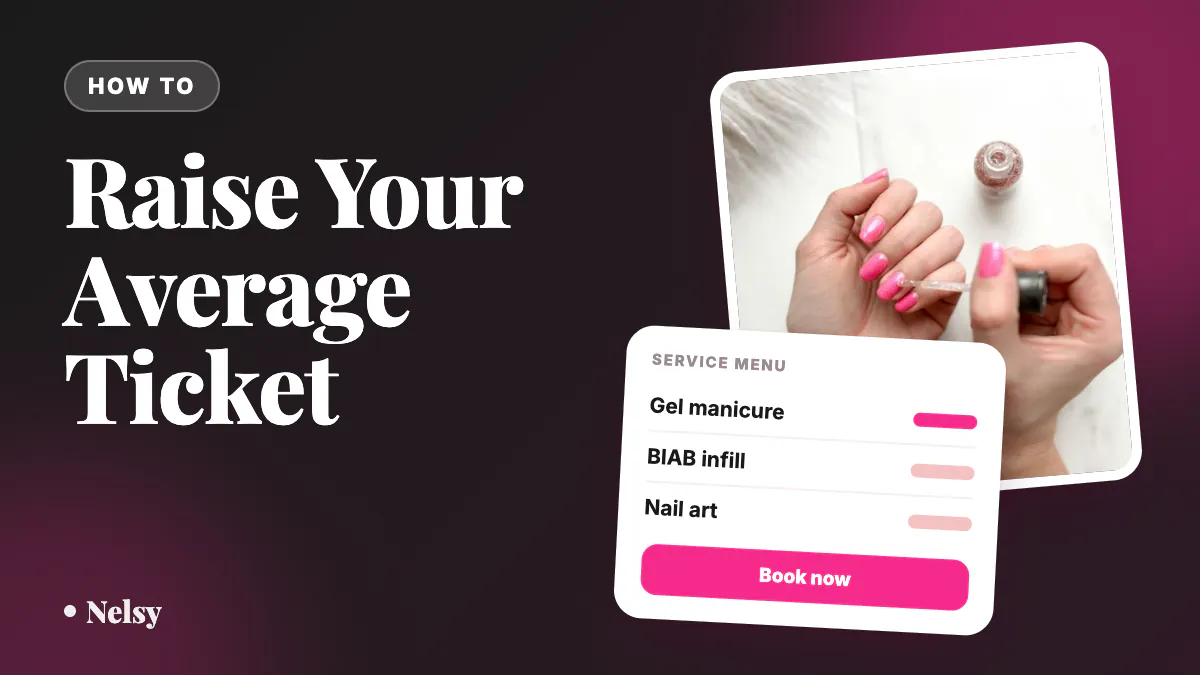 HOW TO
Raise Your
Average
Ticket
SERVICE MENU
Gel manicure
BIAB infill
Nail art
Book now
• Nelsy